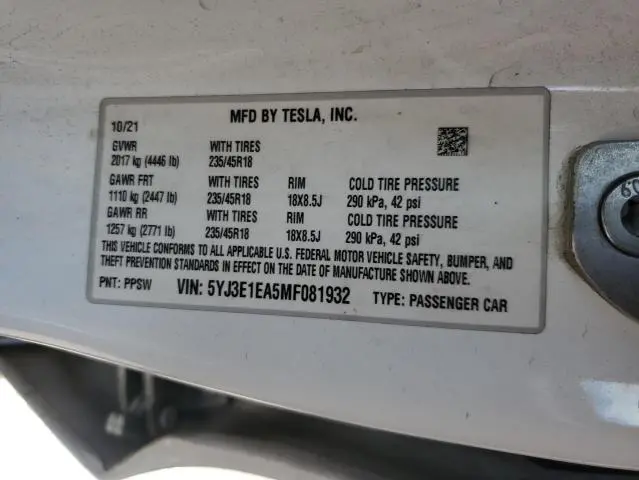 MFD BY TESLA, INC.
10/21
GVWR WITH TIRES
2017 kg (4446 lb) 235/45R18
GAWR FRT WITH TIRES RIM COLD TIRE PRESSURE
1110 kg (2447 lb) 235/45R18 18X8.5J 290 kPa, 42 psi
GAWR RR WITH TIRES RIM COLD TIRE PRESSURE
1257 kg (2771 lb) 235/45R18 18X8.5J 290 kPa, 42 psi
THIS VEHICLE CONFORMS TO ALL APPLICABLE U.S. FEDERAL MOTOR VEHICLE SAFETY, BUMPER, AND
THEFT PREVENTION STANDARDS IN EFFECT ON THE DATE OF MANUFACTURE SHOWN ABOVE.
PNT: PPSW VIN: 5YJ3E1EA5MF081932 TYPE: PASSENGER CAR